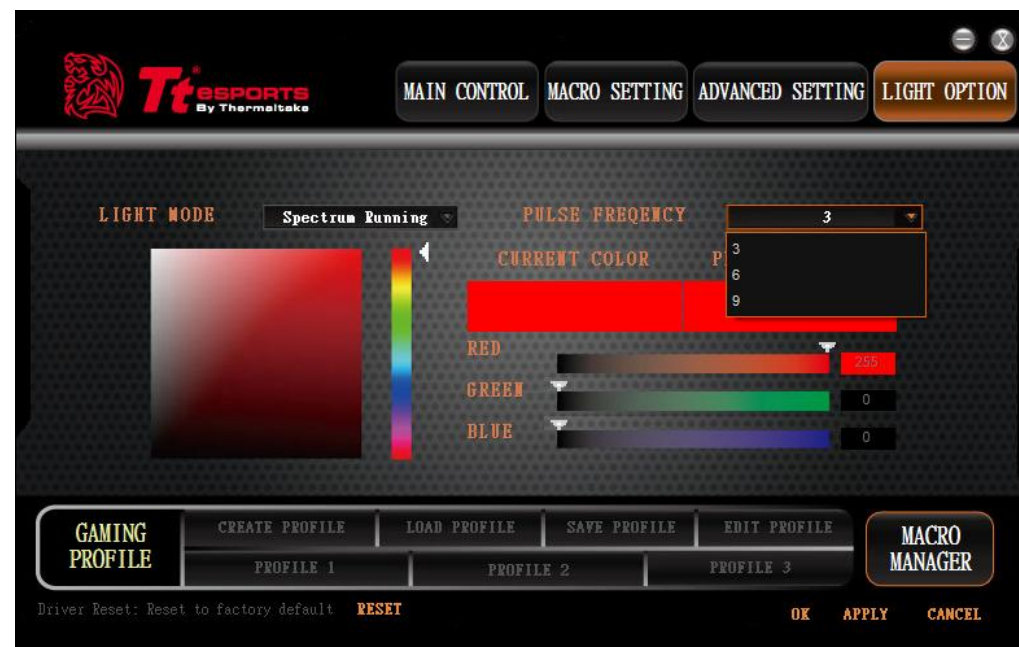 Tt esports
By Thermaltake
MAIN CONTROL
MACRO SETTING
ADVANCED SETTING
LIGHT OPTION
LIGHT MODE
Spectrum Running
PULSE FREQENCY
3
3
6
9
CURRENT COLOR
RED
255
GREEN
0
BLUE
0
GAMING
PROFILE
CREATE PROFILE
LOAD PROFILE
SAVE PROFILE
EDIT PROFILE
PROFILE 1
PROFILE 2
PROFILE 3
MACRO
MANAGER
Driver Reset: Reset to factory default RESET
OK
APPLY
CANCEL